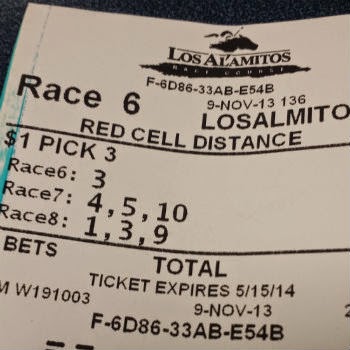 LOS ALAMITOS
RACE COURSE
F-6D86-33AB-E54B
Race 6
9-NOV-13 136
LOSALMITO
RED CELL DISTANCE
$1 PICK 3
Race6: 3
Race7: 4,5,10
Race8: 1,3,9
BETS
TOTAL
TICKET EXPIRES 5/15/14
M W191003
9-NOV-13
F-6D86-33AB-E54B